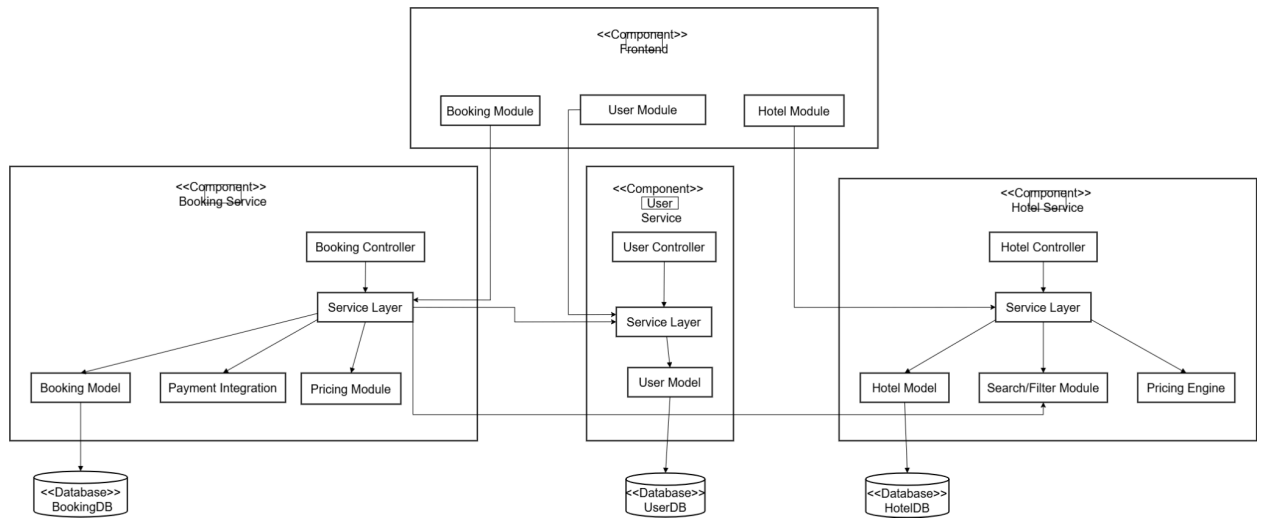 <<Component>>
Frontend
Booking Module
User Module
Hotel Module
<<Component>>
Booking Service
Booking Controller
Service Layer
Booking Model
Payment Integration
Pricing Module
<<Database>>
BookingDB
<<Component>>
User
Service
User Controller
Service Layer
User Model
<<Database>>
UserDB
<<Component>>
Hotel Service
Hotel Controller
Service Layer
Hotel Model
Search/Filter Module
Pricing Engine
<<Database>>
HotelDB